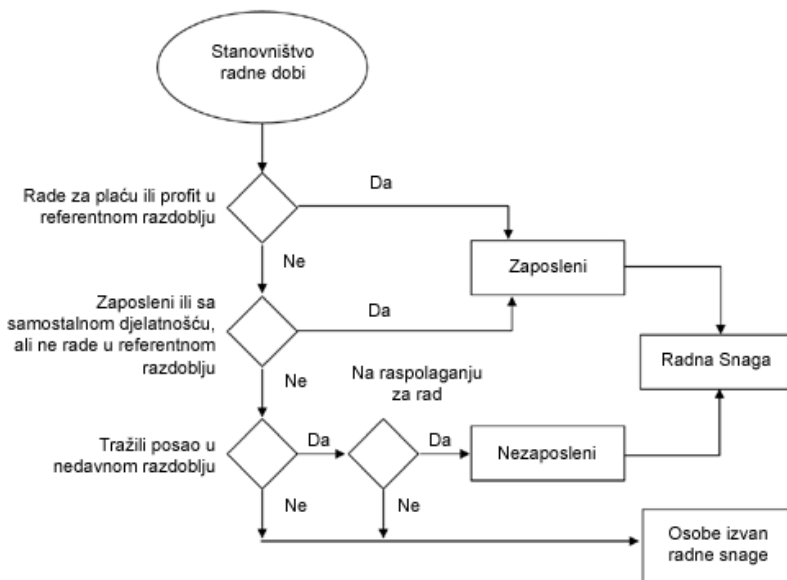 Stanovništvo
radne dobi
Rade za plaću ili profit u
referentnom razdoblju
Da
Ne
Zaposleni
Zaposleni ili sa
samostalnom djelatnošću,
ali ne rade u referentnom
razdoblju
Da
Ne
Radna Snaga
Na raspolaganju
za rad
Tražili posao u
nedavnom razdoblju
Da
Da
Nezaposleni
Ne
Ne
Osobe izvan
radne snage